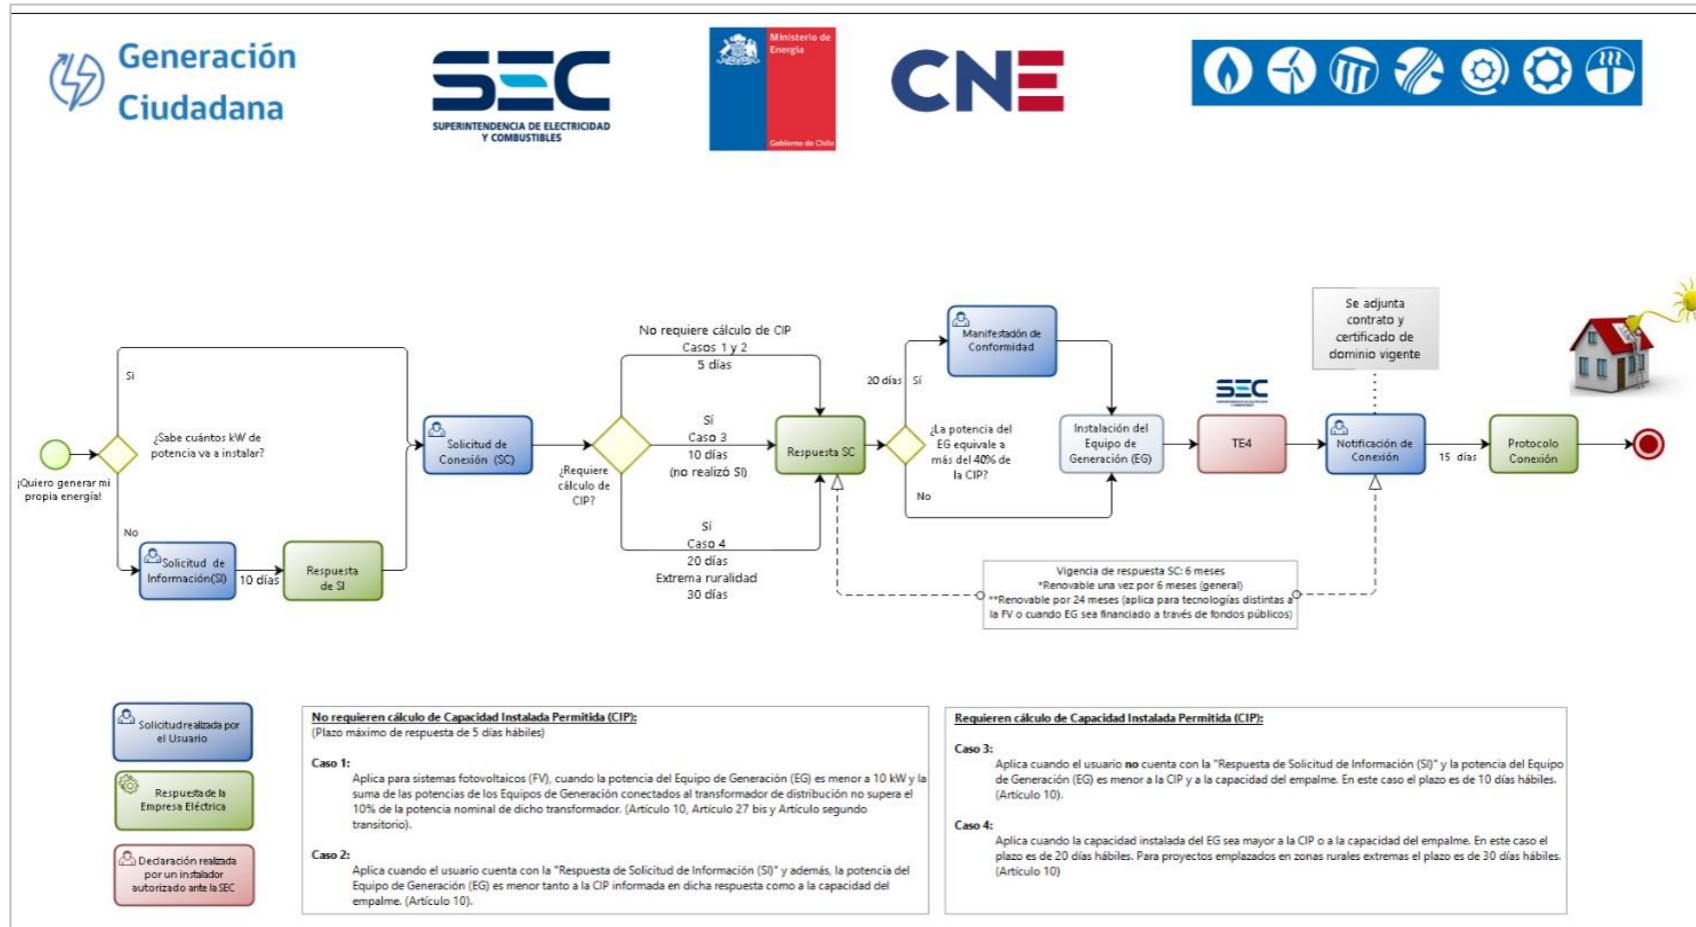 Generación
Ciudadana
SEC
SUPERINTENDENCIA DE ELECTRICIDAD
Y COMBUSTIBLES
Ministerio de
Energía
Gobierno de Chile
CNE
¡Quiero generar mi
propia energía!
¿Sabe cuántos kW de
potencia va a instalar?
Si
No
Solicitud de
Información(SI)
10 días
Respuesta
de SI
Solicitud de
Conexión (SC)
¿Requiere
cálculo de
CIP?
No requiere cálculo de CIP
Casos 1 y 2
5 días
Sí
Caso 3
10 días
(no realizó SI)
Sí
Caso 4
20 días
Extrema ruralidad
30 días
Respuesta SC
20 días
Sí
¿La potencia del
EG equivale a
más del 40% de
la CIP?
No
Manifestación de
Conformidad
Instalación del
Equipo de
Generación (EG)
SEC
TE4
Se adjunta
contrato y
certificado de
dominio vigente
Notificación de
Conexión
15 días
Protocolo
Conexión
Vigencia de respuesta SC: 6 meses
*Renovable una vez por 6 meses (general)
**Renovable por 24 meses (aplica para tecnologías distintas a
la FV o cuando EG sea financiado a través de fondos públicos)
Solicitud realizada por
el Usuario
Respuesta de la
Empresa Eléctrica
Declaración realizada
por un instalador
autorizado ante la SEC
No requieren cálculo de Capacidad Instalada Permitida (CIP):
(Plazo máximo de respuesta de 5 días hábiles)
Caso 1:
Aplica para sistemas fotovoltaicos (FV), cuando la potencia del Equipo de Generación (EG) es menor a 10 kW y la
suma de las potencias de los Equipos de Generación conectados al transformador de distribución no supera el
10% de la potencia nominal de dicho transformador. (Artículo 10, Artículo 27 bis y Artículo segundo
transitorio).
Caso 2:
Aplica cuando el usuario cuenta con la "Respuesta de Solicitud de Información (SI)" y además, la potencia del
Equipo de Generación (EG) es menor tanto a la CIP informada en dicha respuesta como a la capacidad del
empalme. (Artículo 10).
Requieren cálculo de Capacidad Instalada Permitida (CIP):
Caso 3:
Aplica cuando el usuario no cuenta con la "Respuesta de Solicitud de Información (SI)" y la potencia del Equipo
de Generación (EG) es menor a la CIP y a la capacidad del empalme. En este caso el plazo es de 10 días hábiles.
(Artículo 10).
Caso 4:
Aplica cuando la capacidad instalada del EG sea mayor a la CIP o a la capacidad del empalme. En este caso el
plazo es de 20 días hábiles. Para proyectos emplazados en zonas rurales extremas el plazo es de 30 días hábiles.
(Artículo 10)